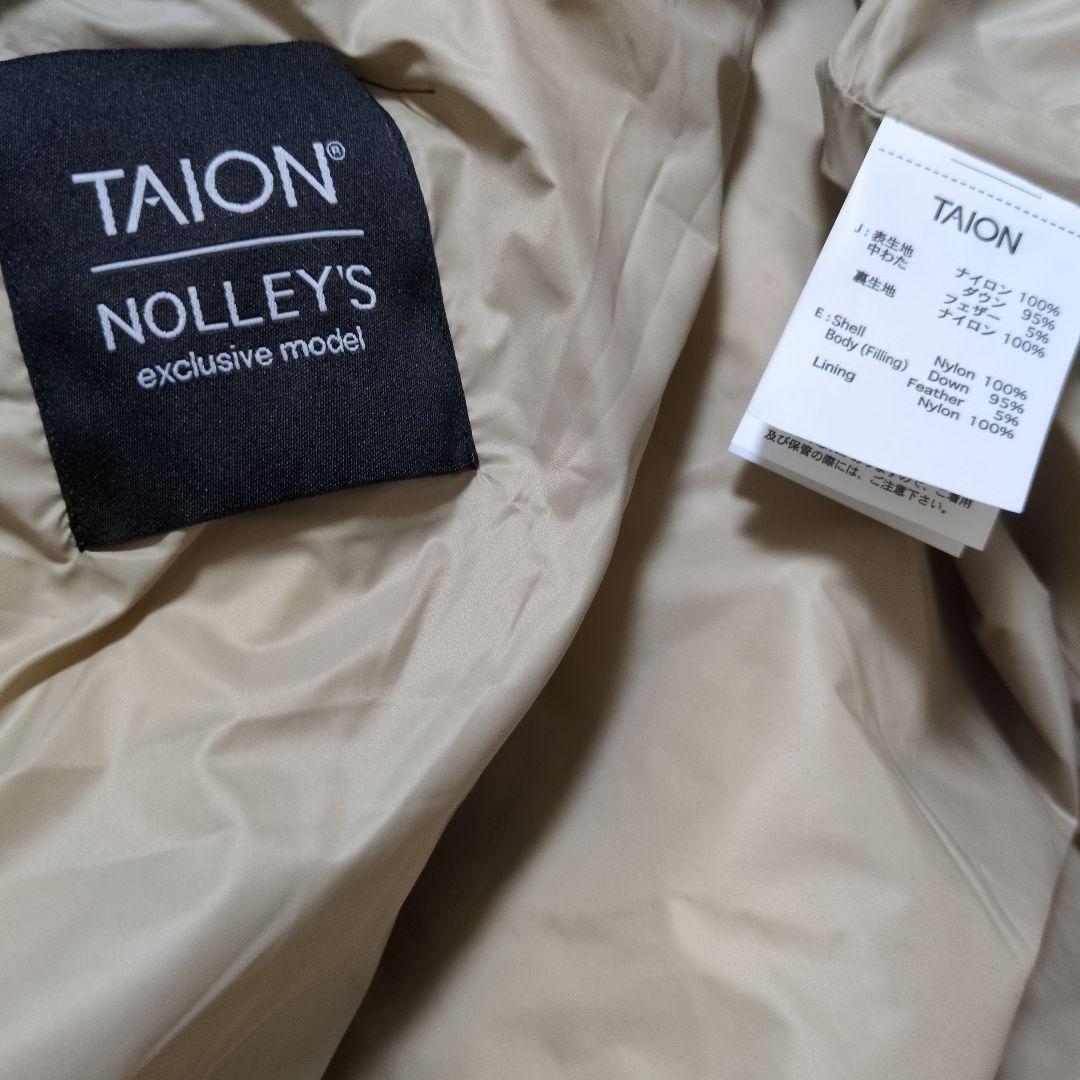 TAION®
NOLLEY'S
exclusive model
TAION
J：表生地 ナイロン 100%
中わた ダウン 95%
フェザー 5%
裏生地 ナイロン 100%
E：Shell Nylon 100%
Body (Filling) Down 95%
Feather 5%
Lining Nylon 100%
ご着用
及び保管の際には、ご注意下さい。